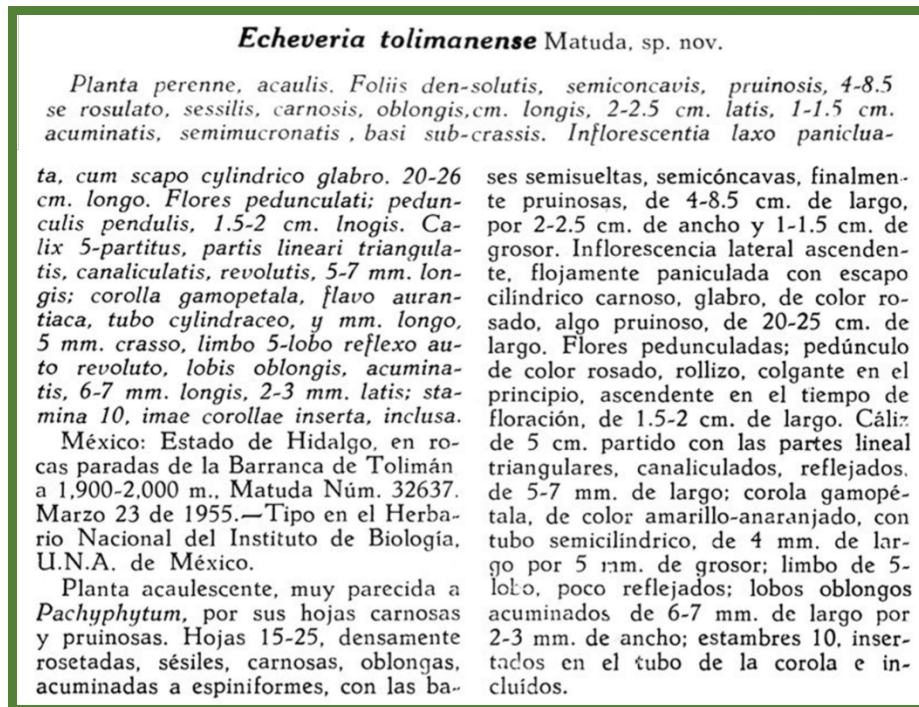 Echeveria tolimanense Matuda, sp. nov.
Planta perenne, acaulis. Foliis den-solutis, semiconcavis, pruinosis, 4-8.5
se rosulato, sessilis, carnosis, oblongis,cm. longis, 2-2.5 cm. latis, 1-1.5 cm.
acuminatis, semimucronatis , basi sub-crassis. Inflorescentia laxo paniclua-
ta, cum scapo cylindrico glabro. 20-26
cm. longo. Flores pedunculati; pedun-
culis pendulis, 1.5-2 cm. lnogis. Ca-
lix 5-partitus, partis lineari triangula-
tis, canaliculatis, revolutis, 5-7 mm. lon-
gis; corolla gamopetala, flavo auran-
tiaca, tubo cylindraceo, y mm. longo,
5 mm. crasso, limbo 5-lobo reflexo au-
to revoluto, lobis oblongis, acumina-
tis, 6-7 mm. longis, 2-3 mm. latis; sta-
mina 10, imae corollae inserta, inclusa.
México: Estado de Hidalgo, en ro-
cas paradas de la Barranca de Tolimán
a 1,900-2,000 m., Matuda Núm. 32637.
Marzo 23 de 1955.—Tipo en el Herba-
rio Nacional del Instituto de Biología,
U.N.A. de México.
Planta acaulescente, muy parecida a
Pachyphytum, por sus hojas carnosas
y pruinosas. Hojas 15-25, densamente
rosetadas, sésiles, carnosas, oblongas,
acuminadas a espiniformes, con las ba-
ses semisueltas, semicóncavas, finalmen-
te pruinosas, de 4-8.5 cm. de largo,
por 2-2.5 cm. de ancho y 1-1.5 cm. de
grosor. Inflorescencia lateral ascenden-
te, flojamente paniculada con escapo
cilíndrico carnoso, glabro, de color ro-
sado, algo pruinoso, de 20-25 cm. de
largo. Flores pedunculadas; pedúnculo
de color rosado, rollizo, colgante en el
principio, ascendente en el tiempo de
floración, de 1.5-2 cm. de largo. Cáliz
de 5 cm. partido con las partes lineal
triangulares, canaliculados, reflejados,
de 5-7 mm. de largo; corola gamopé-
tala, de color amarillo-anaranjado, con
tubo semicilíndrico, de 4 mm. de lar-
go por 5 mm. de grosor; limbo de 5-
lobo, poco reflejados; lobos oblongos
acuminados de 6-7 mm. de largo por
2-3 mm. de ancho; estambres 10, inser-
tados en el tubo de la corola e in-
cluídos.